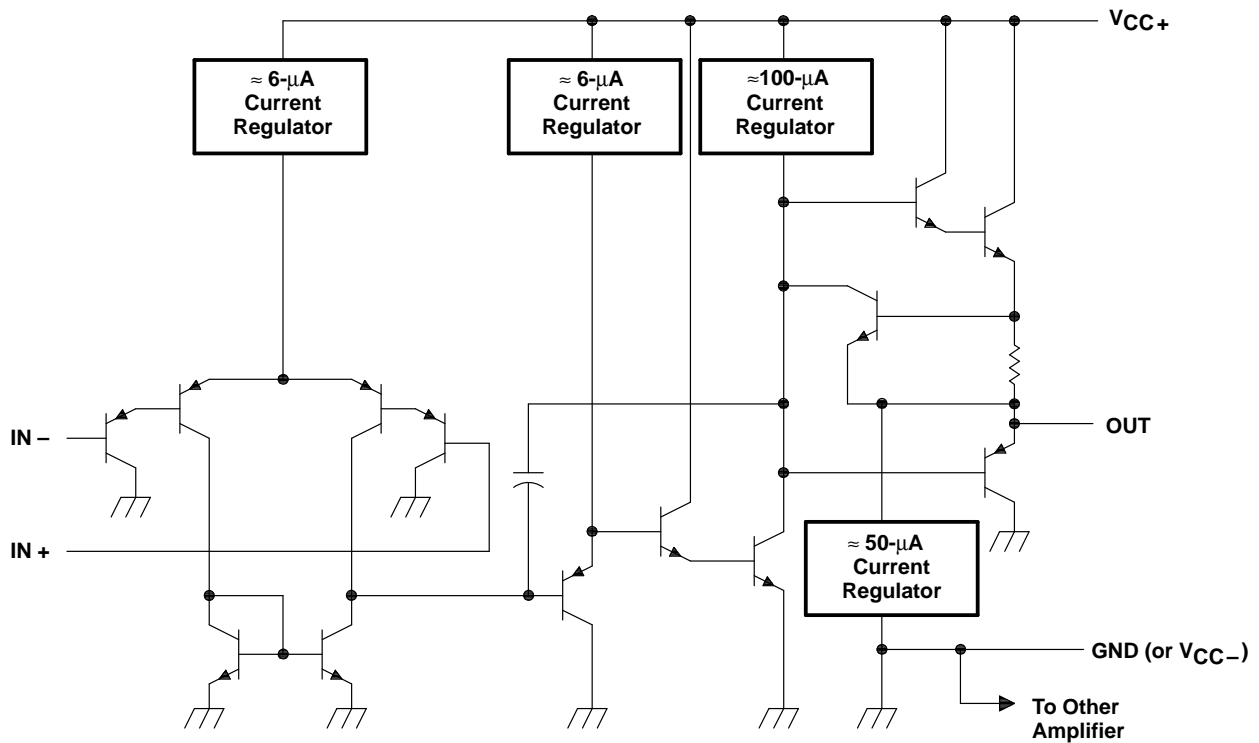 VCC+
≈ 6-μA
Current
Regulator
≈ 6-μA
Current
Regulator
≈100-μA
Current
Regulator
IN −
OUT
IN +
≈ 50-μA
Current
Regulator
GND (or VCC−)
To Other
Amplifier